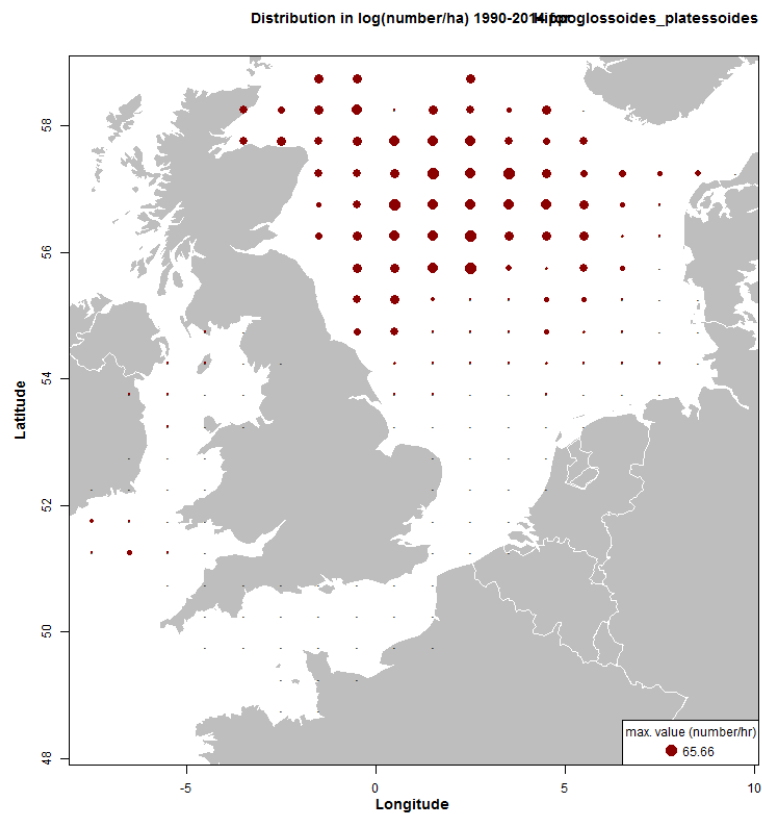 Distribution in log(number/ha) 1990-2014 for Hippoglossoides_platessoides
58
56
54
52
50
48
Latitude
-5
0
5
10
Longitude
max. value (number/hr)
65.66